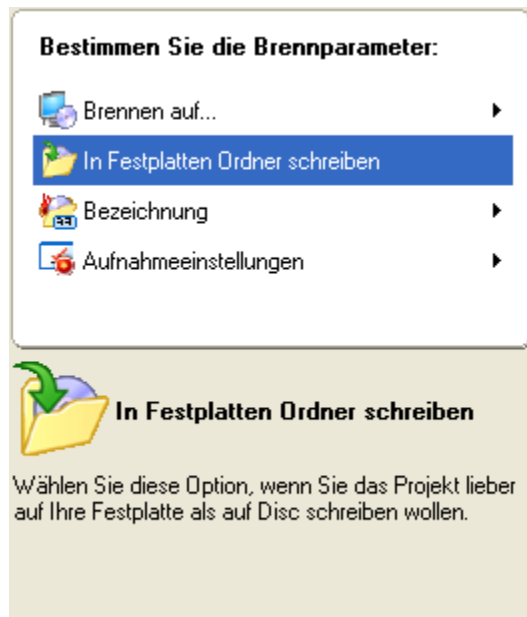 Bestimmen Sie die Brennparameter:
Brennen auf...
In Festplatten Ordner schreiben
Bezeichnung
Aufnahmeeinstellungen
In Festplatten Ordner schreiben
Wählen Sie diese Option, wenn Sie das Projekt lieber
auf Ihre Festplatte als auf Disc schreiben wollen.